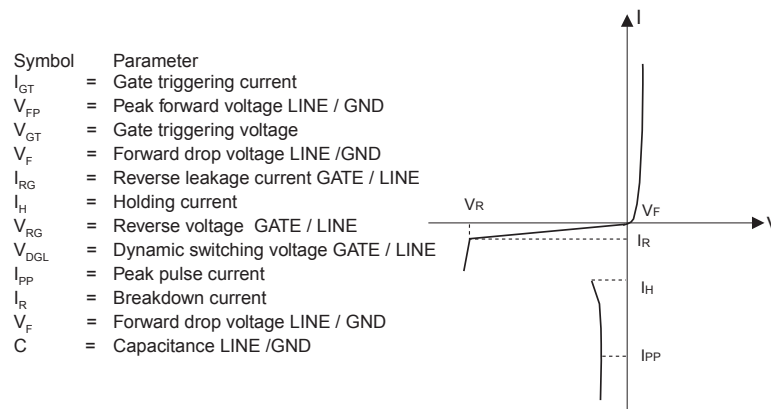 Symbol Parameter
IGT = Gate triggering current
VFP = Peak forward voltage LINE / GND
VGT = Gate triggering voltage
VF = Forward drop voltage LINE /GND
IRG = Reverse leakage current GATE / LINE
IH = Holding current
VRG = Reverse voltage GATE / LINE
VDGL = Dynamic switching voltage GATE / LINE
IPP = Peak pulse current
IR = Breakdown current
VF = Forward drop voltage LINE / GND
C = Capacitance LINE /GND
I
VR
VF
V
IR
IH
IPP